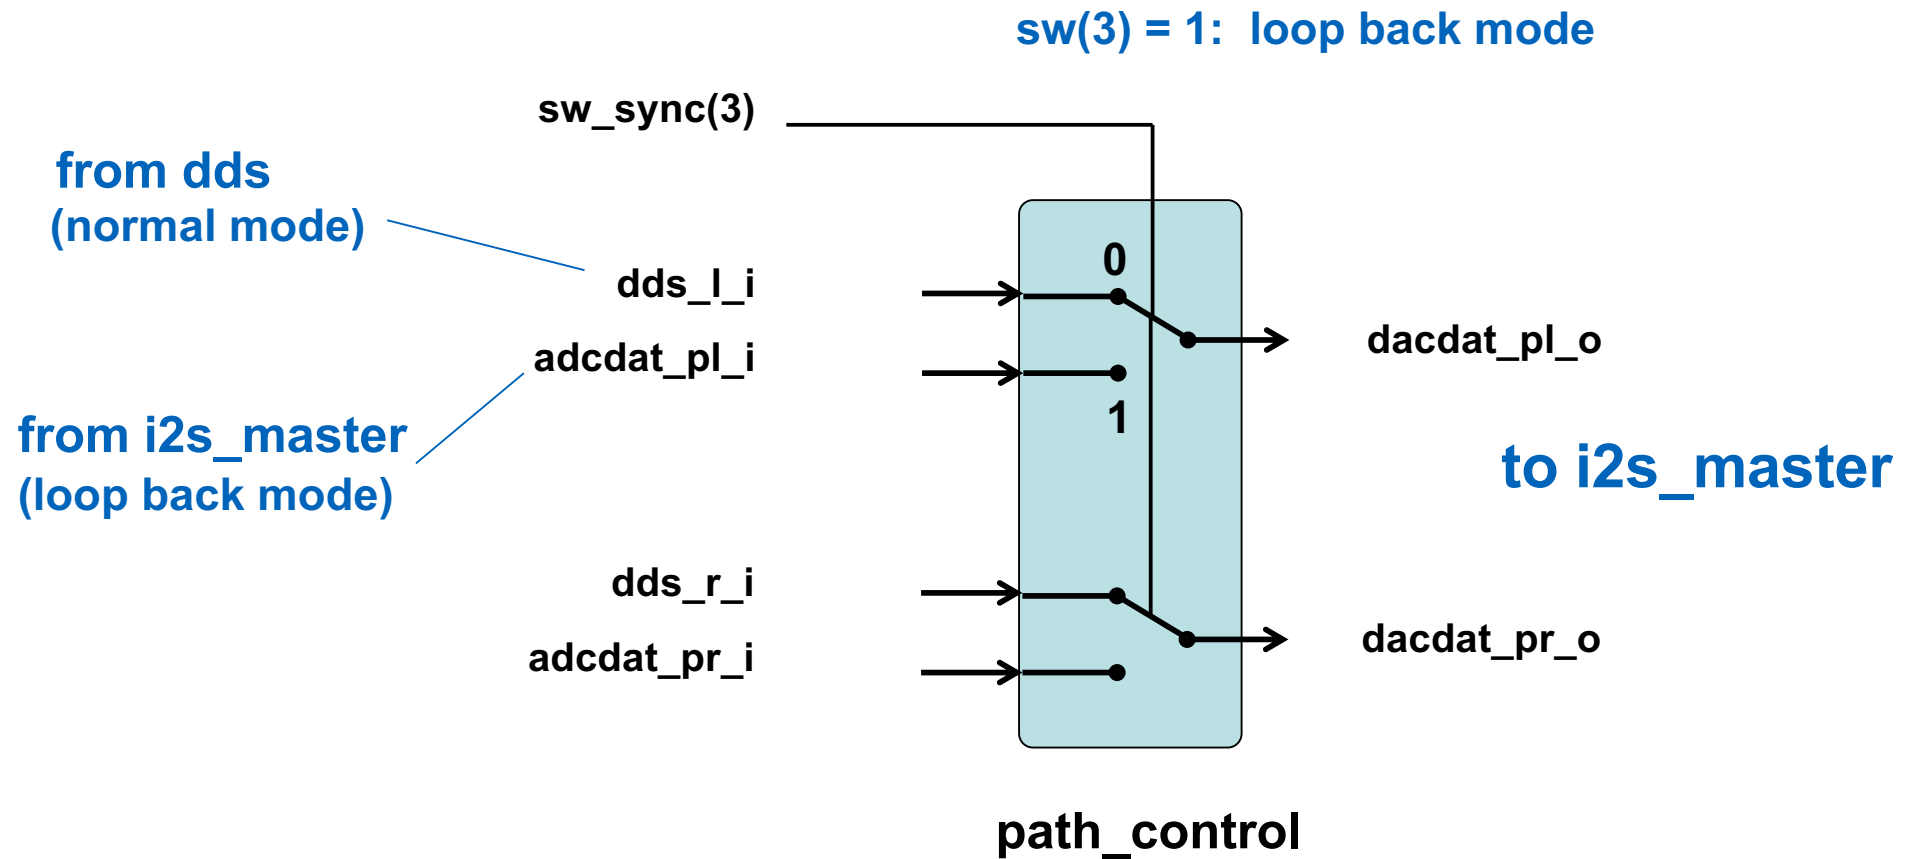 sw(3) = 1: loop back mode
sw_sync(3)
from dds
(normal mode)
0
dds_l_i
adcdat_pl_i
dacdat_pl_o
1
from i2s_master
(loop back mode)
to i2s_master
dds_r_i
adcdat_pr_i
dacdat_pr_o
path_control